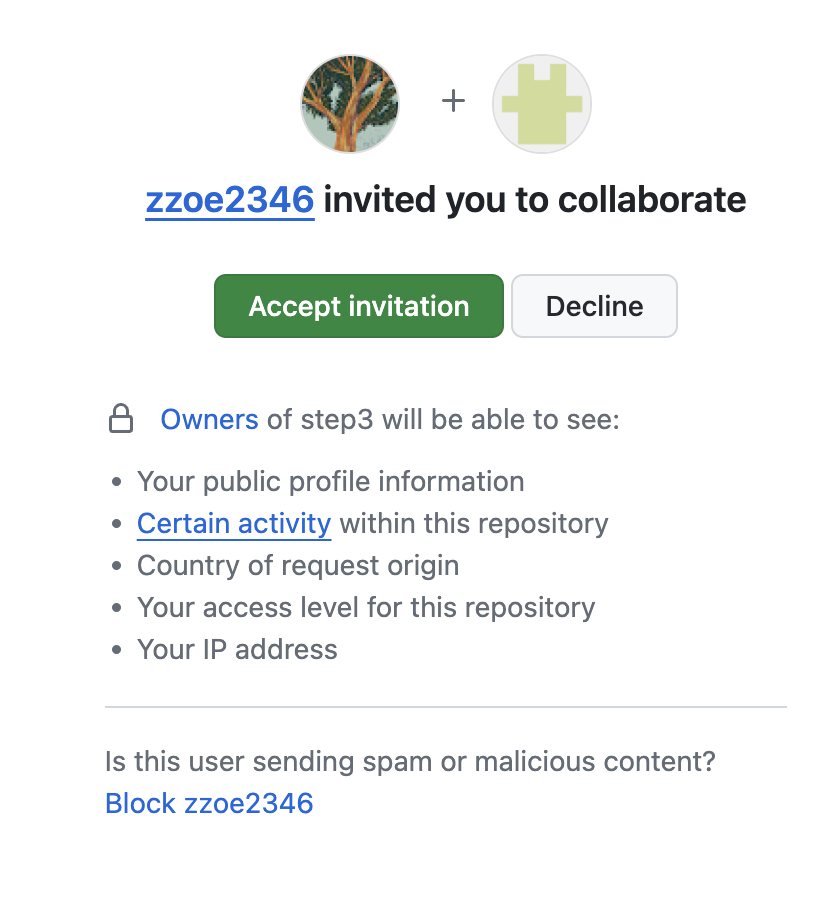 zzoe2346 invited you to collaborate
Accept invitation
Decline
Owners of step3 will be able to see:
Your public profile information
Certain activity within this repository
Country of request origin
Your access level for this repository
Your IP address
Is this user sending spam or malicious content?
Block zzoe2346